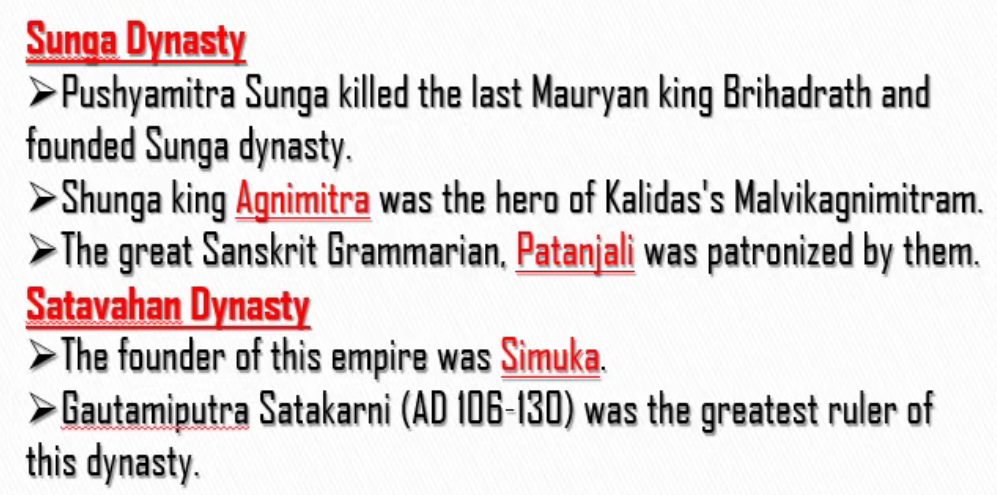 Sunga Dynasty
➢Pushyamitra Sunga killed the last Mauryan king Brihadrath and
founded Sunga dynasty.
➢Shunga king Agnimitra was the hero of Kalidas's Malvikagnimitram.
➢The great Sanskrit Grammarian, Patanjali was patronized by them.
Satavahan Dynasty
➢The founder of this empire was Simuka.
➢Gautamiputra Satakarni (AD 106-130) was the greatest ruler of
this dynasty.